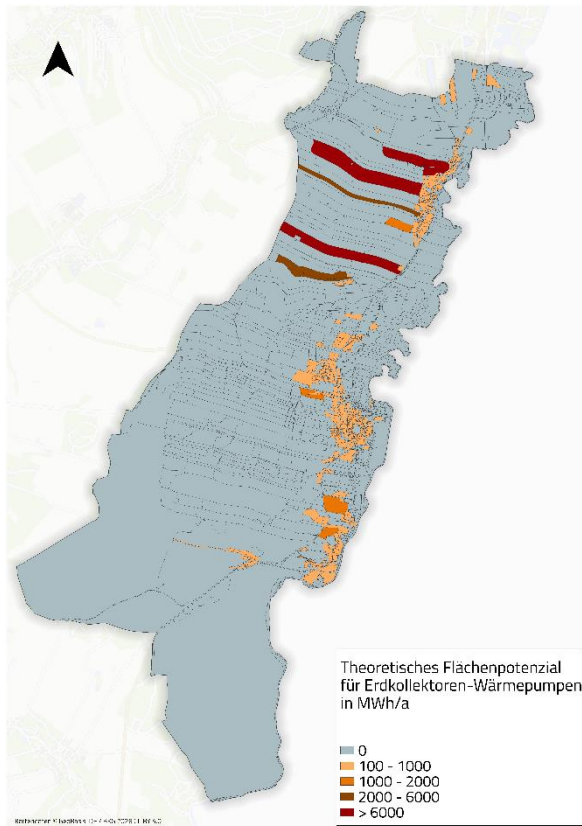 Theoretisches Flächenpotenzial
für Erdkollektoren-Wärmepumpen
in MWh/a
0
100 - 1000
1000 - 2000
2000 - 6000
> 6000